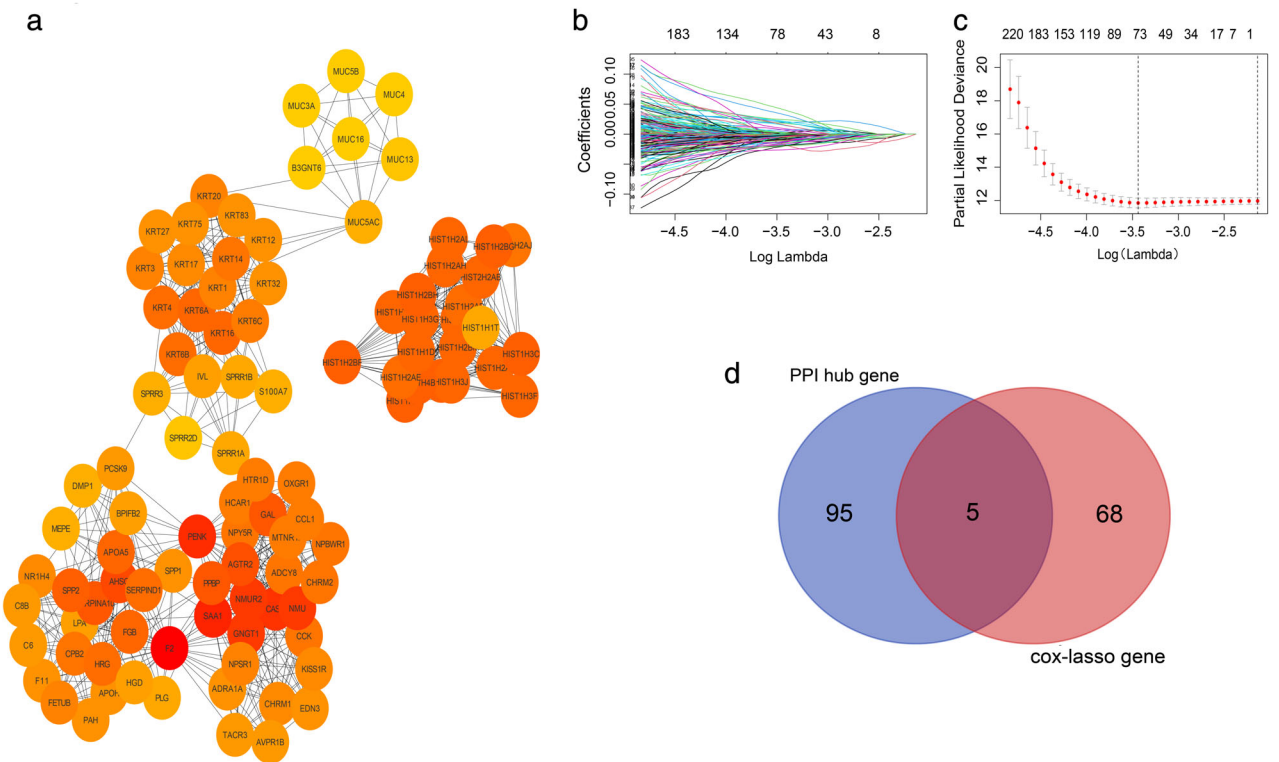 a
MUC5B
MUC3A
MUC4
MUC16
B3GNT6
MUC13
MUC5AC
KRT20
KRT27
KRT75
KRT83
KRT12
KRT3
KRT17
KRT14
KRT1
KRT32
KRT4
KRT6A
KRT16
KRT6C
KRT6B
IVL
SPRR1B
S100A7
SPRR3
SPRR2D
SPRR1A
HIST1H2AH
HIST2H2AB
HIST1H3G
HIST1H1T
HIST1H1D
HIST1H3C
HIST1H2BE
HIST1H2AE
HIST1H3J
HIST1H3F
PCSK9
DMP1
BPIFB2
MEPE
APOA5
SPP1
NR1H4
SPP2
SERPIND1
C8B
LPA
FGB
C6
CPB2
HRG
F2
F11
HGD
FETUB
PLG
PAH
HTR1D
OXGR1
HCAR1
GAL
CCL1
PENK
NPY5R
NPBWR1
AGTR2
ADCY8
CHRM2
PPBP
NMUR2
NMU
SAA1
GNGT1
CCK
NPSR1
KISS1R
ADRA1A
CHRM1
EDN3
TACR3
AVPR1B
b
183 134 78 43 8
Coefficients
0.10
0.05
0.00
−0.10
−4.5 −4.0 −3.5 −3.0 −2.5
Log Lambda
c
220 183 153 119 89 73 49 34 17 7 1
Partial Likelihood Deviance
20
18
16
14
12
−4.5 −4.0 −3.5 −3.0 −2.5
Log(Lambda)
d
PPI hub gene
95 5 68
cox-lasso gene